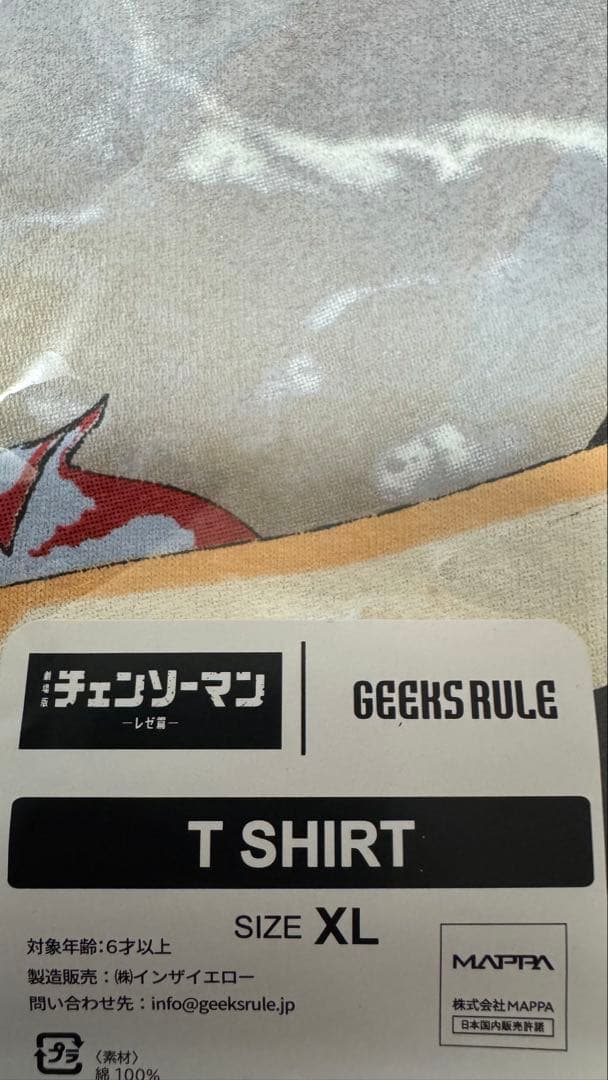 劇場版 チェンソーマン
ーレゼ篇ー
GEEKS RULE
T SHIRT
SIZE XL
対象年齢:6才以上
製造販売：㈱インザイエロー
問い合わせ先：info@geeksrule.jp
MAPPA
株式会社MAPPA
日本国内販売許諾
プラ
〈素材〉
綿 100%